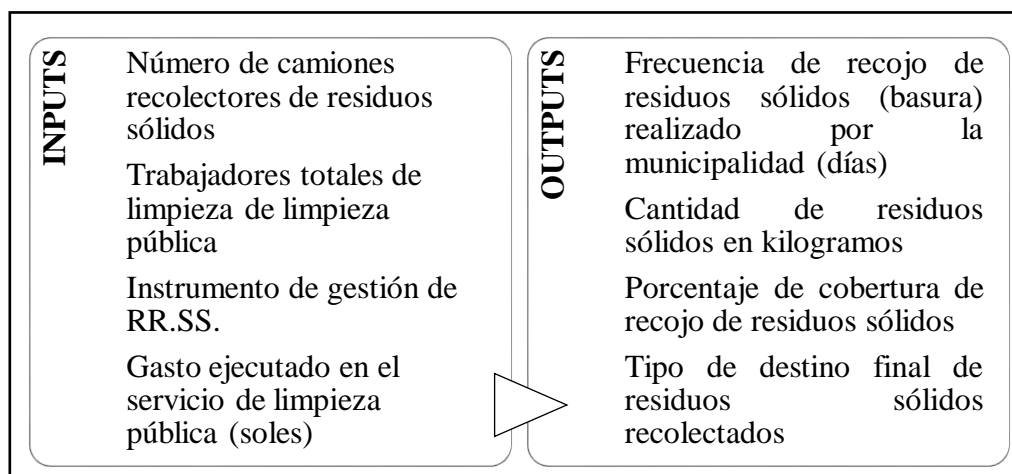 INPUTS
Número de camiones
recolectores de residuos
sólidos
Trabajadores totales de
limpieza de limpieza
pública
Instrumento de gestión de
RR.SS.
Gasto ejecutado en el
servicio de limpieza
pública (soles)
OUTPUTS
Frecuencia de recojo de
residuos sólidos (basura)
realizado por la
municipalidad (días)
Cantidad de residuos
sólidos en kilogramos
Porcentaje de cobertura de
recojo de residuos sólidos
Tipo de destino final de
residuos sólidos
recolectados